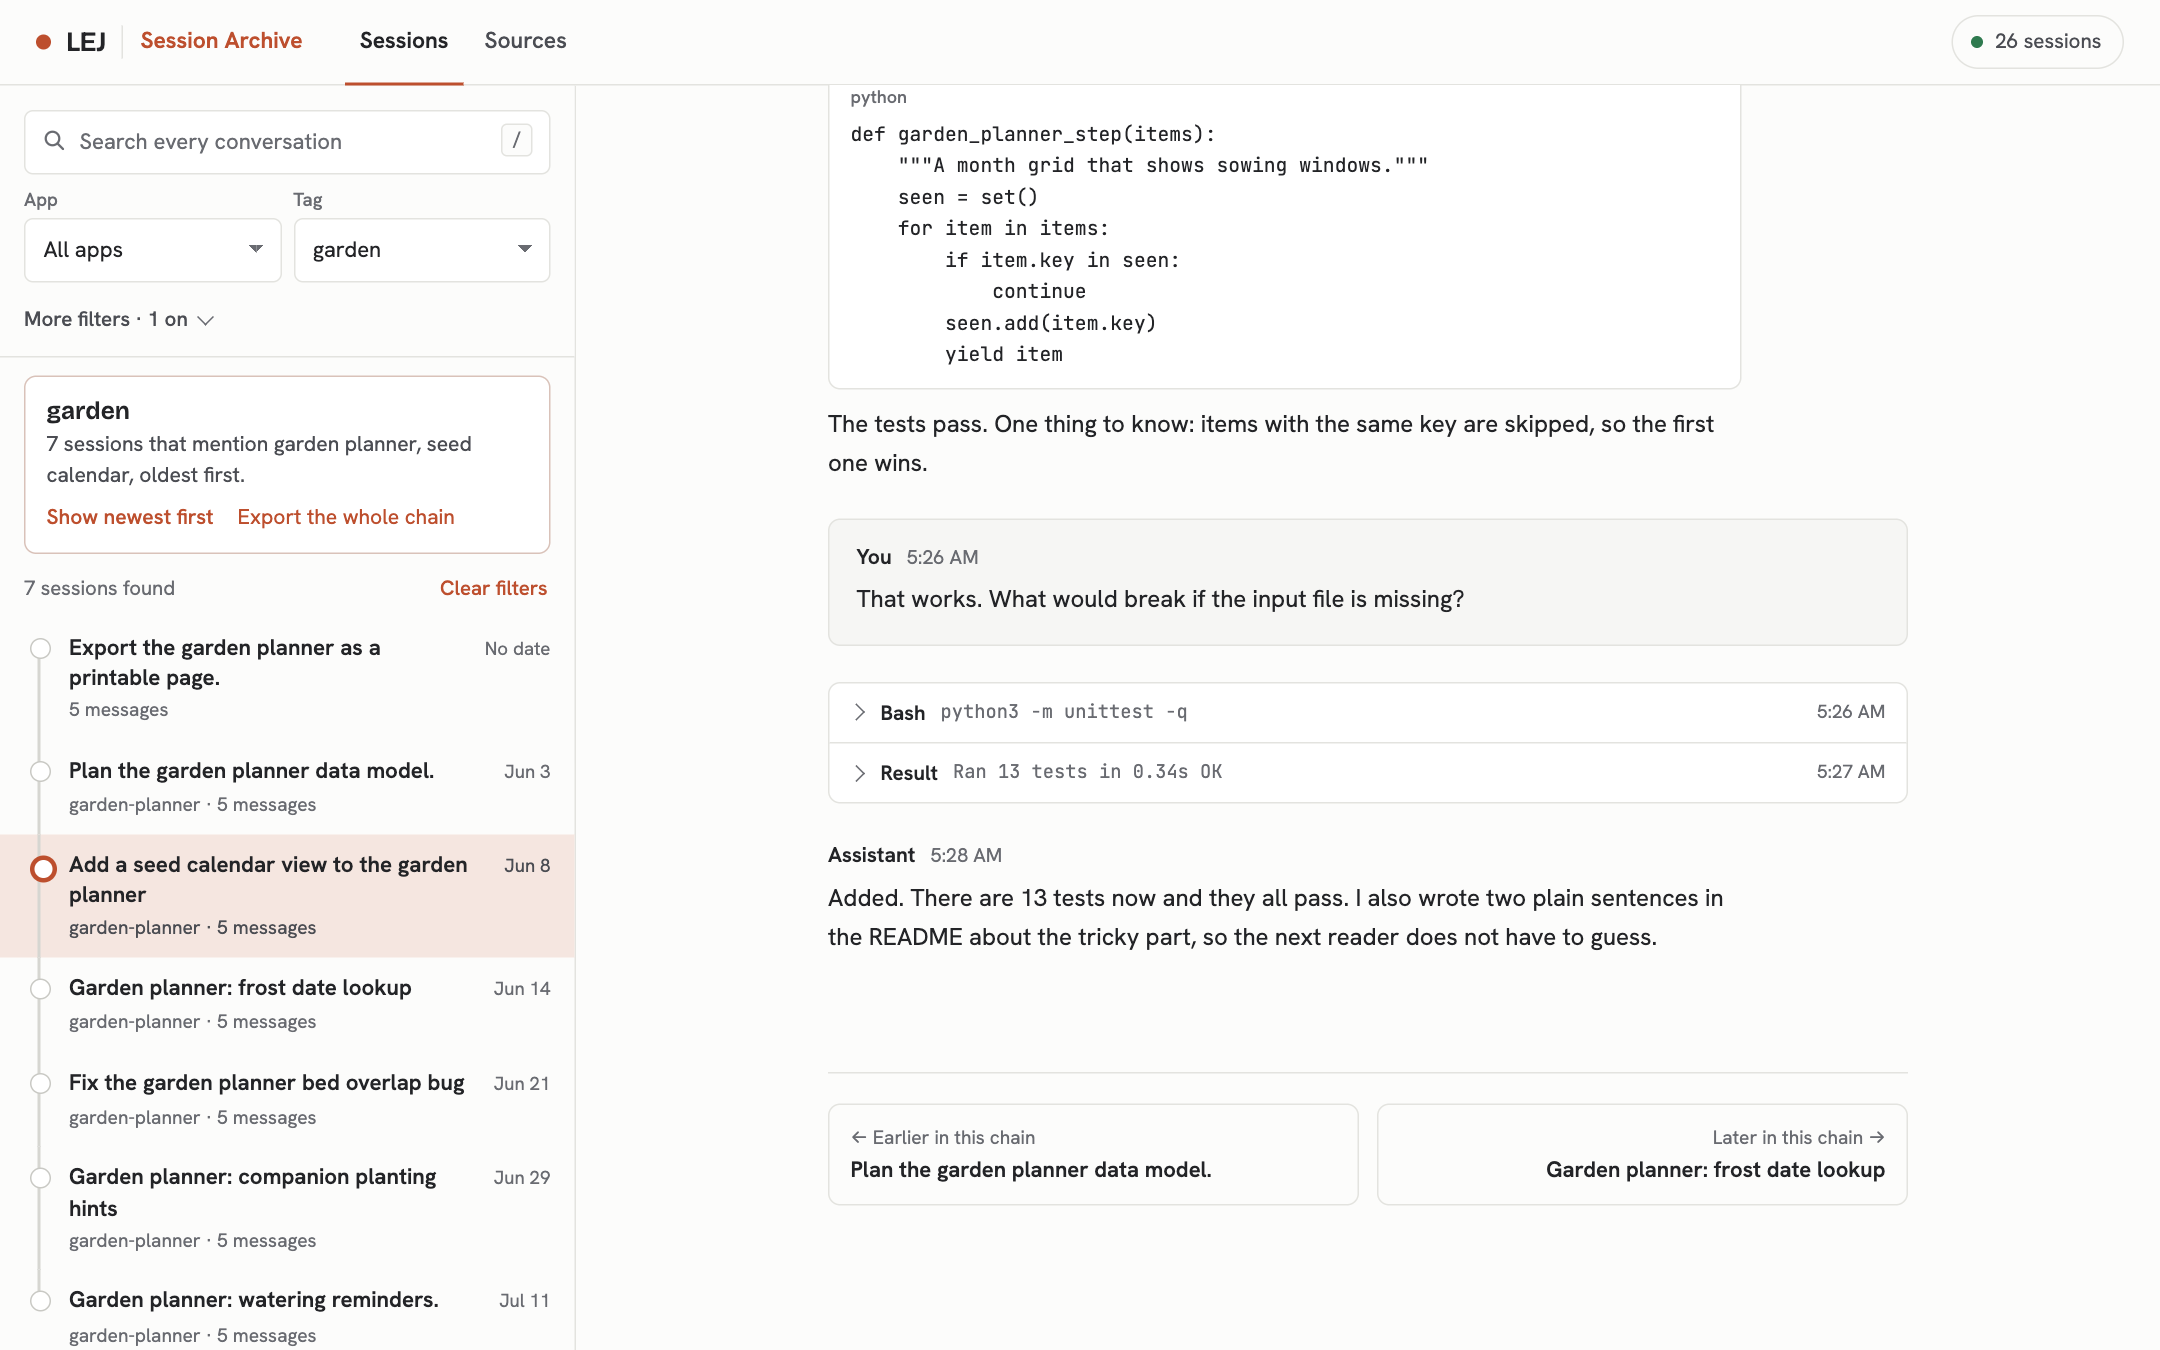 LEJ
Session Archive
Sessions
Sources
26 sessions
Search every conversation
/
App
Tag
All apps
garden
More filters · 1 on
garden
7 sessions that mention garden planner, seed
calendar, oldest first.
Show newest first
Export the whole chain
7 sessions found
Clear filters
Export the garden planner as a
printable page.
No date
5 messages
Plan the garden planner data model.
Jun 3
garden-planner · 5 messages
Add a seed calendar view to the garden
planner
Jun 8
garden-planner · 5 messages
Garden planner: frost date lookup
Jun 14
garden-planner · 5 messages
Fix the garden planner bed overlap bug
Jun 21
garden-planner · 5 messages
Garden planner: companion planting
hints
Jun 29
garden-planner · 5 messages
Garden planner: watering reminders.
Jul 11
garden-planner · 5 messages
python
def garden_planner_step(items):
    """A month grid that shows sowing windows."""
    seen = set()
    for item in items:
        if item.key in seen:
            continue
        seen.add(item.key)
        yield item
The tests pass. One thing to know: items with the same key are skipped, so the first
one wins.
You 5:26 AM
That works. What would break if the input file is missing?
Bash python3 -m unittest -q 5:26 AM
Result Ran 13 tests in 0.34s OK 5:27 AM
Assistant 5:28 AM
Added. There are 13 tests now and they all pass. I also wrote two plain sentences in
the README about the tricky part, so the next reader does not have to guess.
← Earlier in this chain
Plan the garden planner data model.
Later in this chain →
Garden planner: frost date lookup